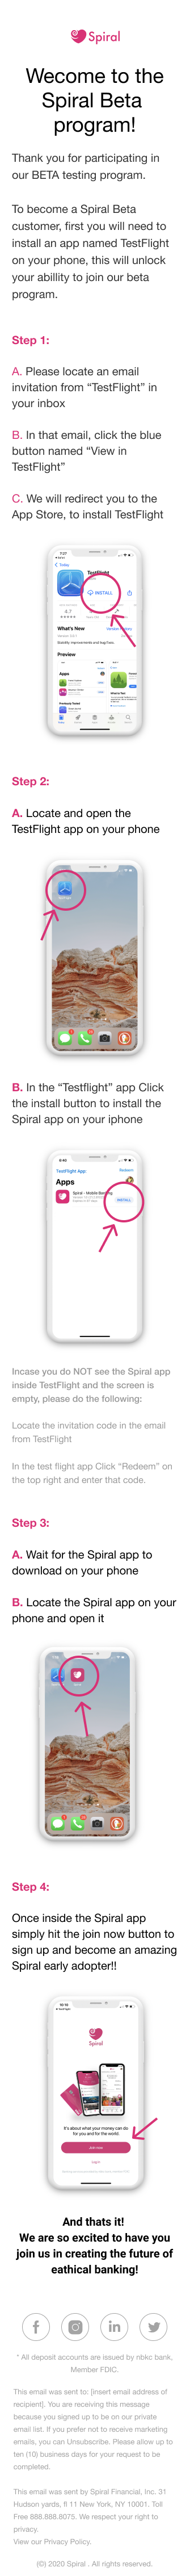 Spiral
Wecome to the
Spiral Beta
program!
Thank you for participating in
our BETA testing program.
To become a Spiral Beta
customer, first you will need to
install an app named TestFlight
on your phone, this will unlock
your abillity to join our beta
program.
Step 1:
A. Please locate an email
invitation from “TestFlight” in
your inbox
B. In that email, click the blue
button named “View in
TestFlight”
C. We will redirect you to the
App Store, to install TestFlight
7:27
Today
TestFlight
INSTALL
4.7
What's New
Preview
Apps
Step 2:
A. Locate and open the
TestFlight app on your phone
B. In the “Testflight” app Click
the install button to install the
Spiral app on your iphone
TestFlight App:
Redeem
Apps
Spiral - Mobile Banking
INSTALL
Incase you do NOT see the Spiral app
inside TestFlight and the screen is
empty, please do the following:
Locate the invitation code in the email
from TestFlight
In the test flight app Click “Redeem” on
the top right and enter that code.
Step 3:
A. Wait for the Spiral app to
download on your phone
B. Locate the Spiral app on your
phone and open it
Step 4:
Once inside the Spiral app
simply hit the join now button to
sign up and become an amazing
Spiral early adopter!!
Spiral
It's about what your money can do
for you and for the world.
Join now
Log in
And thats it!
We are so excited to have you
join us in creating the future of
eathical banking!
* All deposit accounts are issued by nbkc bank,
Member FDIC.
This email was sent to: [insert email address of
recipient]. You are receiving this message
because you signed up to be on our private
email list. If you prefer not to receive marketing
emails, you can Unsubscribe. Please allow up to
ten (10) business days for your request to be
completed.
This email was sent by Spiral Financial, Inc. 31
Hudson yards, fl 11 New York, NY 10001. Toll
Free 888.888.8075. We respect your right to
privacy.
View our Privacy Policy.
(©) 2020 Spiral . All rights reserved.